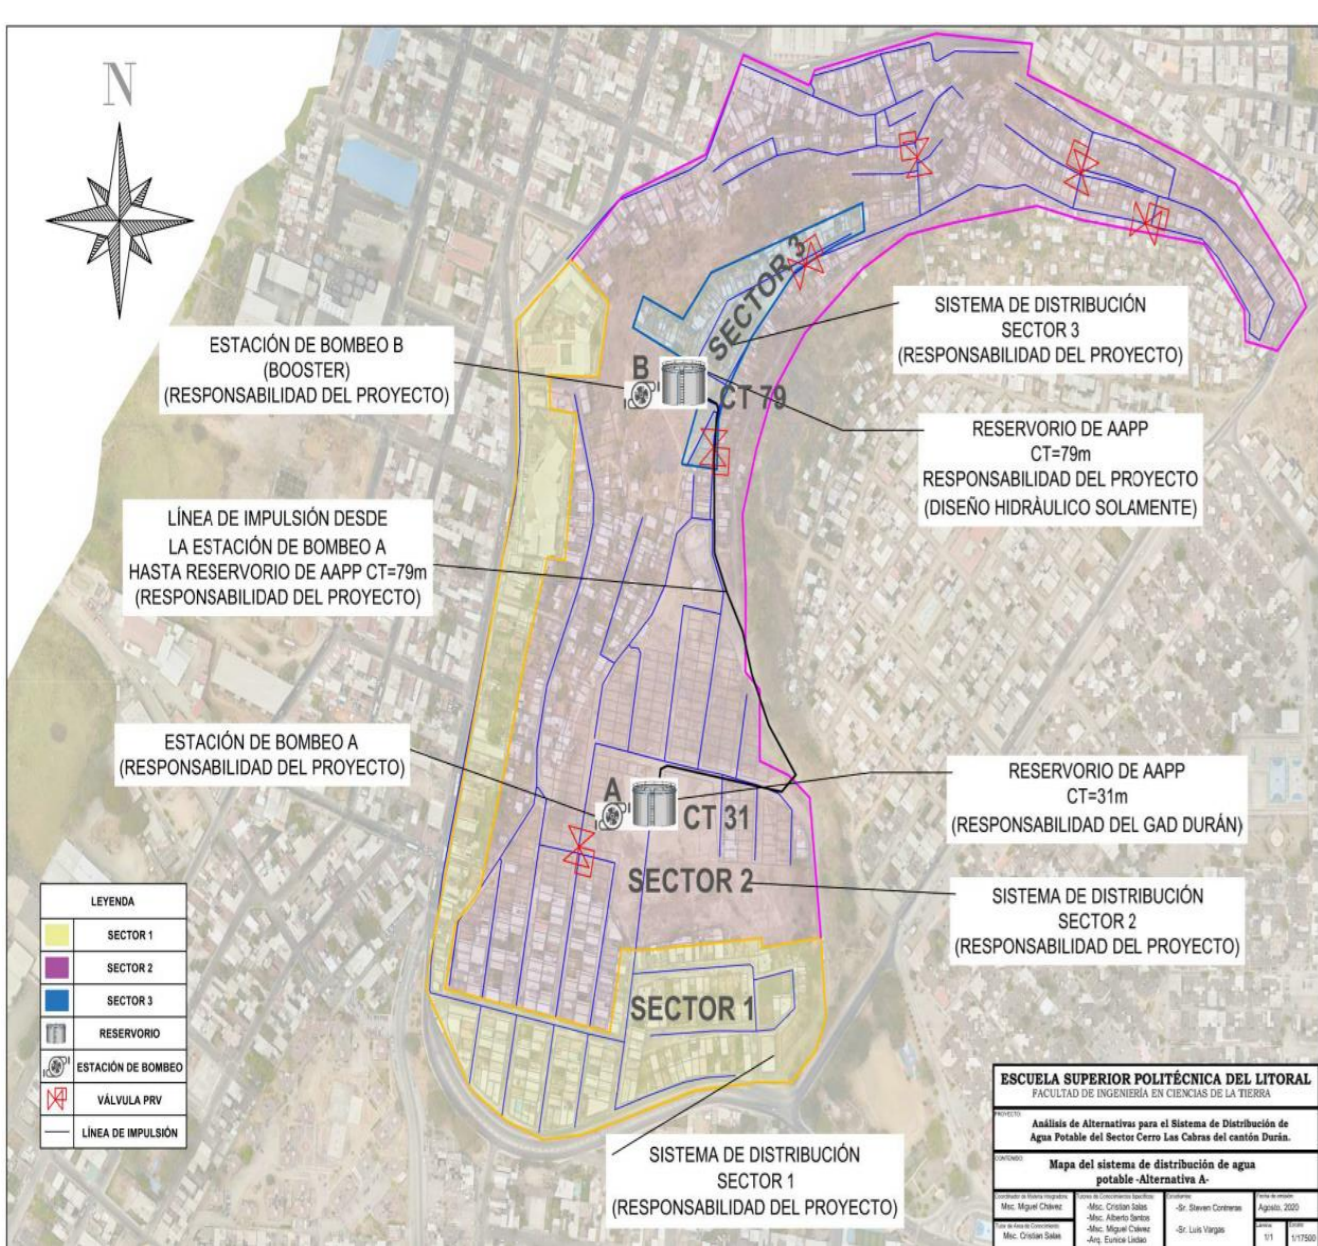 N
ESTACIÓN DE BOMBEO B
(BOOSTER)
(RESPONSABILIDAD DEL PROYECTO)
SECTOR 3
B
CT 79
SISTEMA DE DISTRIBUCIÓN
SECTOR 3
(RESPONSABILIDAD DEL PROYECTO)
RESERVORIO DE AAPP
CT=79m
RESPONSABILIDAD DEL PROYECTO
(DISEÑO HIDRÀULICO SOLAMENTE)
LÍNEA DE IMPULSIÓN DESDE
LA ESTACIÓN DE BOMBEO A
HASTA RESERVORIO DE AAPP CT=79m
(RESPONSABILIDAD DEL PROYECTO)
ESTACIÓN DE BOMBEO A
(RESPONSABILIDAD DEL PROYECTO)
A
CT 31
RESERVORIO DE AAPP
CT=31m
(RESPONSABILIDAD DEL GAD DURÁN)
SECTOR 2
SISTEMA DE DISTRIBUCIÓN
SECTOR 2
(RESPONSABILIDAD DEL PROYECTO)
SECTOR 1
SISTEMA DE DISTRIBUCIÓN
SECTOR 1
(RESPONSABILIDAD DEL PROYECTO)
LEYENDA
SECTOR 1
SECTOR 2
SECTOR 3
RESERVORIO
ESTACIÓN DE BOMBEO
VÁLVULA PRV
LÍNEA DE IMPULSIÓN
ESCUELA SUPERIOR POLITÉCNICA DEL LITORAL
FACULTAD DE INGENIERÍA EN CIENCIAS DE LA TIERRA
PROYECTO:
Análisis de Alternativas para el Sistema de Distribución de
Agua Potable del Sector Cerro Las Cabras del cantón Durán.
CONTENIDO:
Mapa del sistema de distribución de agua
potable -Alternativa A-
Msc. Miguel Chávez
Msc. Cristian Salas
-Msc. Cristian Salas
-Msc. Alberto Santos
-Msc. Miguel Chávez
-Arq. Eunice Lindao
-Sr. Steven Contreras
-Sr. Luis Vargas
Agosto, 2020
1/1
1/17500